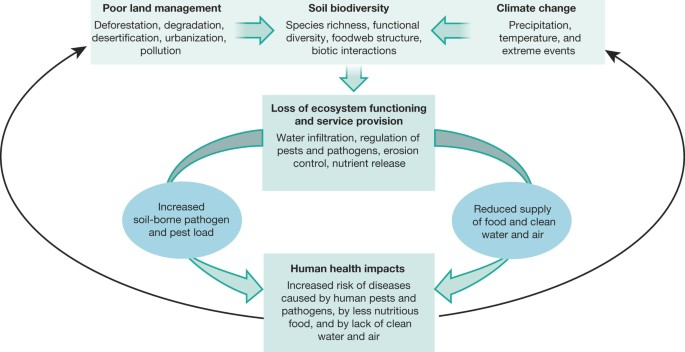 Poor land management
Deforestation, degradation,
desertification, urbanization,
pollution
Soil biodiversity
Species richness, functional
diversity, foodweb structure,
biotic interactions
Climate change
Precipitation,
temperature, and
extreme events
Loss of ecosystem functioning
and service provision
Water infiltration, regulation of
pests and pathogens, erosion
control, nutrient release
Increased
soil-borne pathogen
and pest load
Reduced supply
of food and clean
water and air
Human health impacts
Increased risk of diseases
caused by human pests and
pathogens, by less nutritious
food, and by lack of clean
water and air